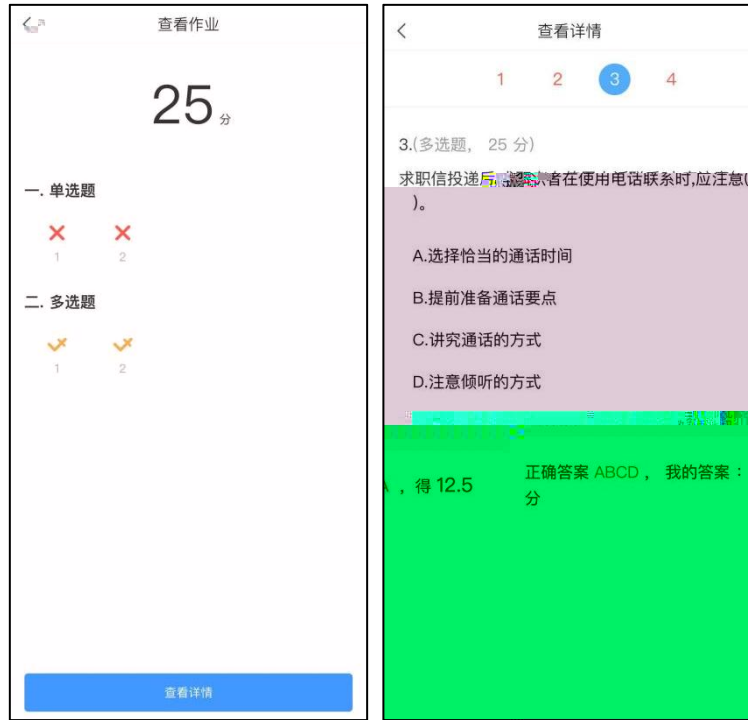 查看作业
25 分
一. 单选题
1 2
二. 多选题
1 2
查看详情
查看详情
1 2 3 4
3.(多选题, 25 分)
求职信投递后 者在使用电话联系时,应注意(
)。
A.选择恰当的通话时间
B.提前准备通话要点
C.讲究通话的方式
D.注意倾听的方式
正确答案 ABCD , 我的答案:
A ,得 12.5
分